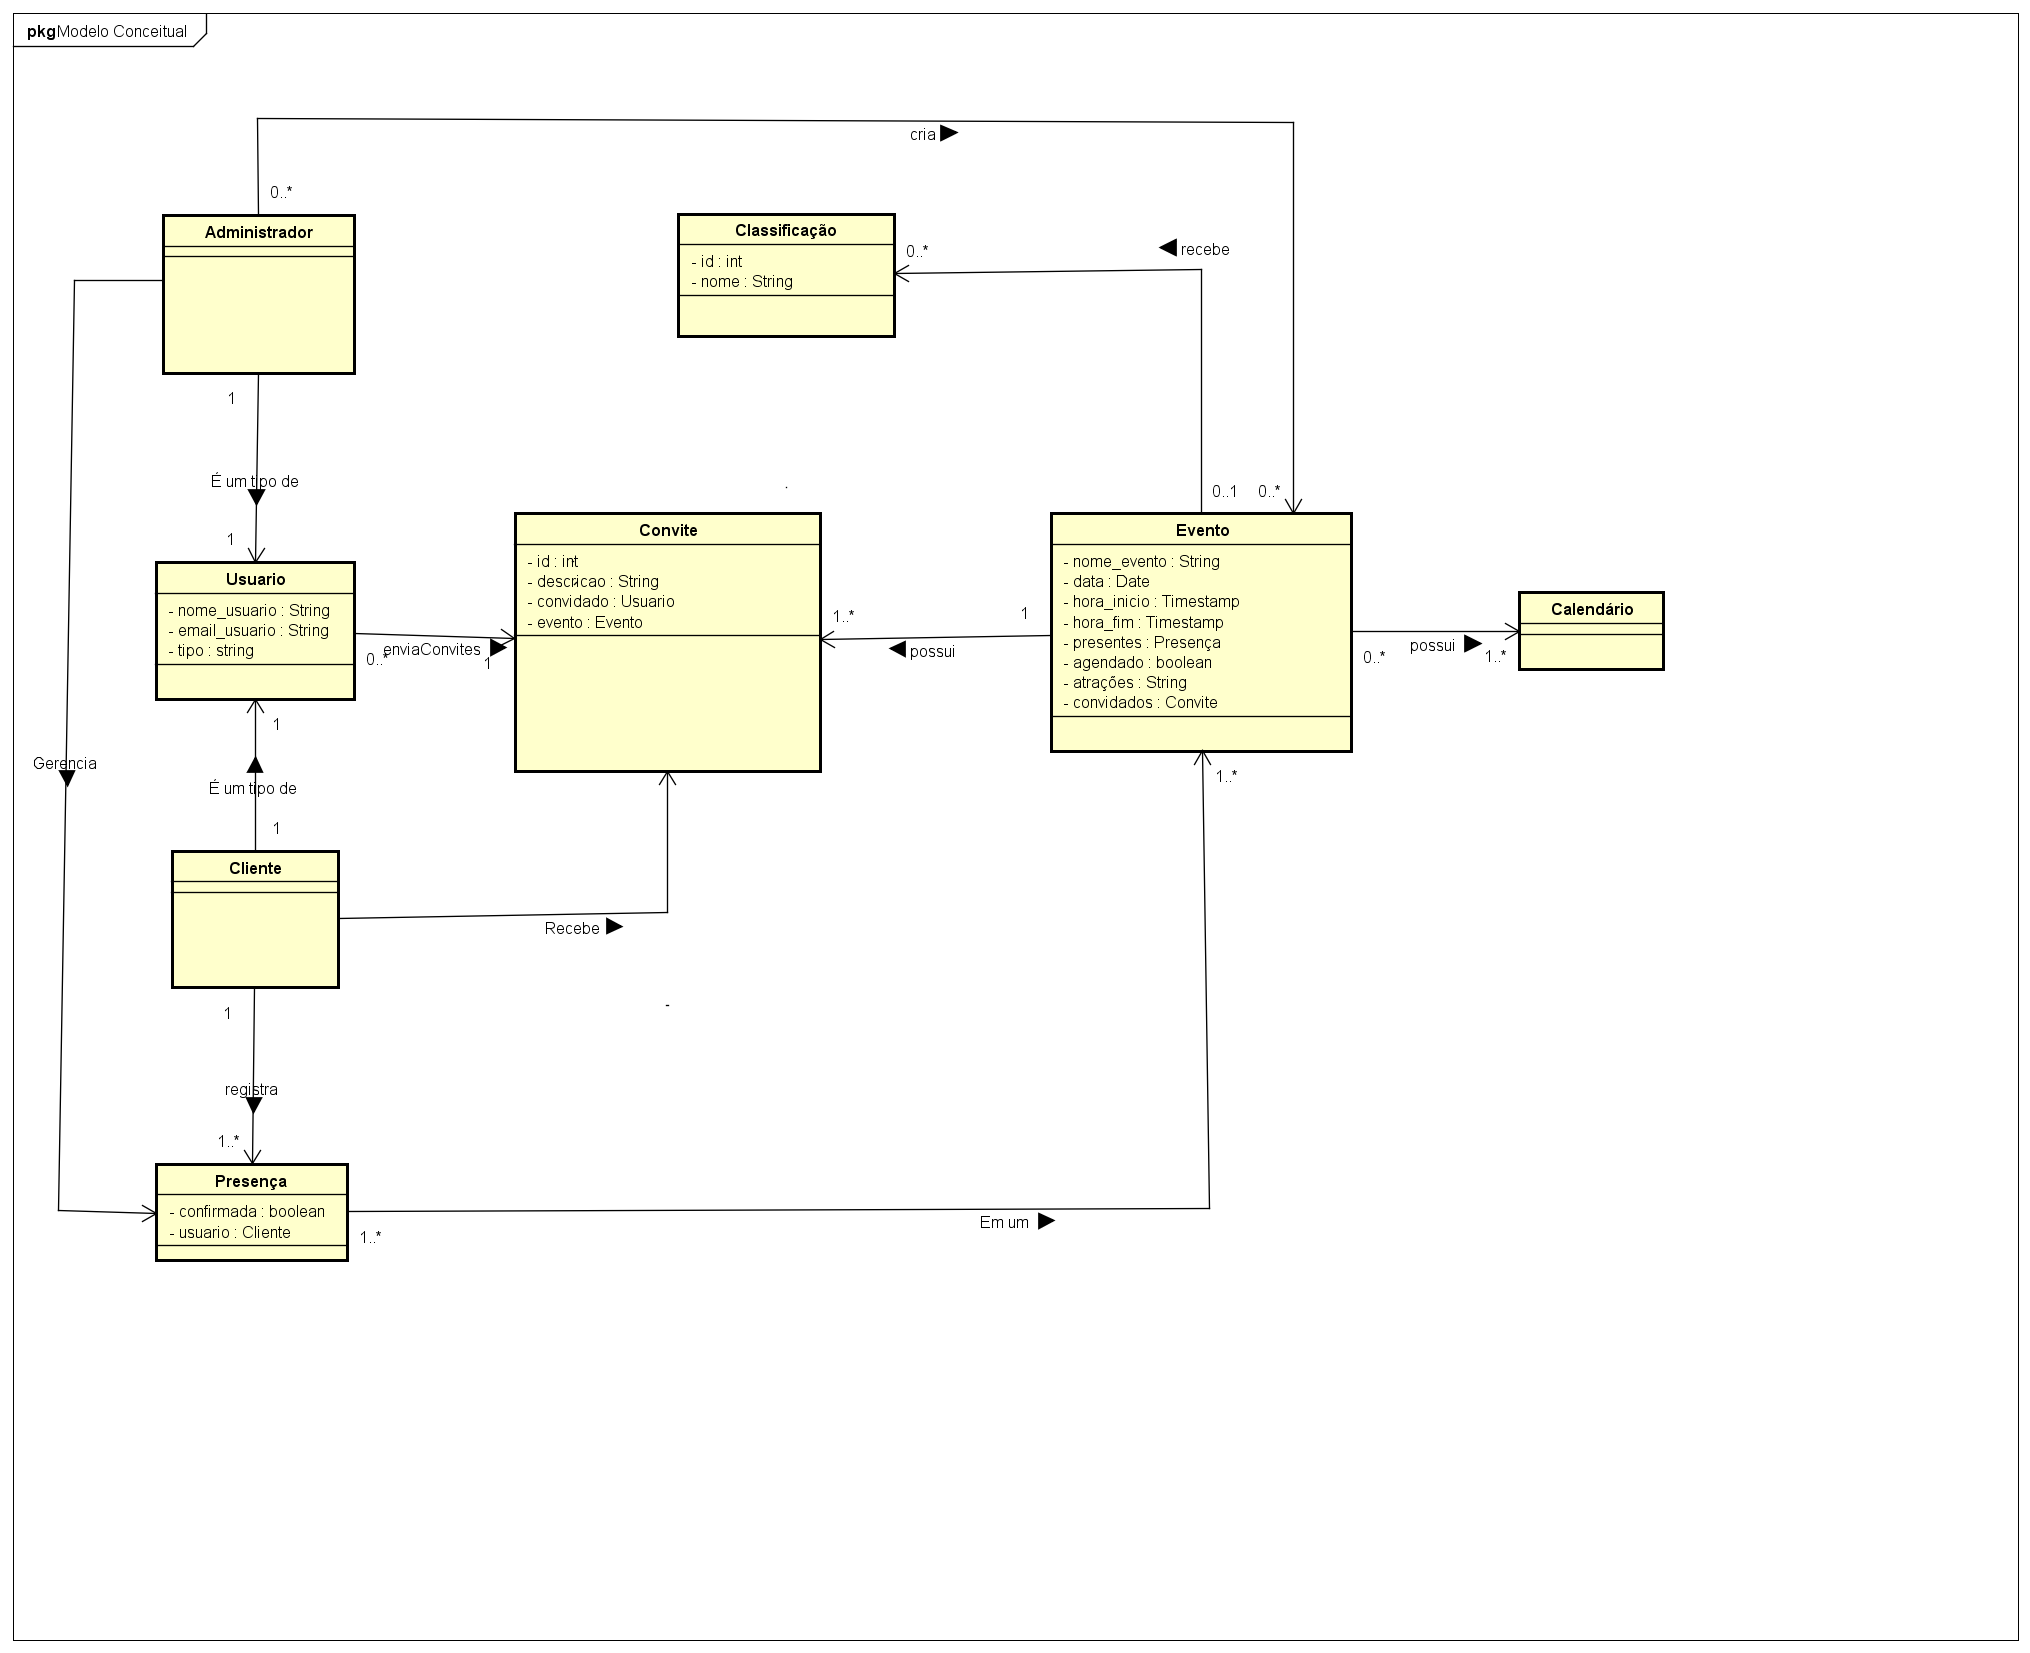 pkg Modelo Conceitual
cria
0..*
Administrador
Classificação
- id : int
- nome : String
0..*
recebe
1
É um tipo de
1
0..1
0..*
Usuario
- nome_usuario : String
- email_usuario : String
- tipo : string
0..*
enviaConvites
1
Convite
- id : int
- descricao : String
- convidado : Usuario
- evento : Evento
1..*
possui
1
Evento
- nome_evento : String
- data : Date
- hora_inicio : Timestamp
- hora_fim : Timestamp
- presentes : Presença
- agendado : boolean
- atrações : String
- convidados : Convite
0..*
possui
1..*
Calendário
1
É um tipo de
1
Gerencia
1..*
Cliente
Recebe
1
registra
1..*
Presença
- confirmada : boolean
- usuario : Cliente
1..*
Em um